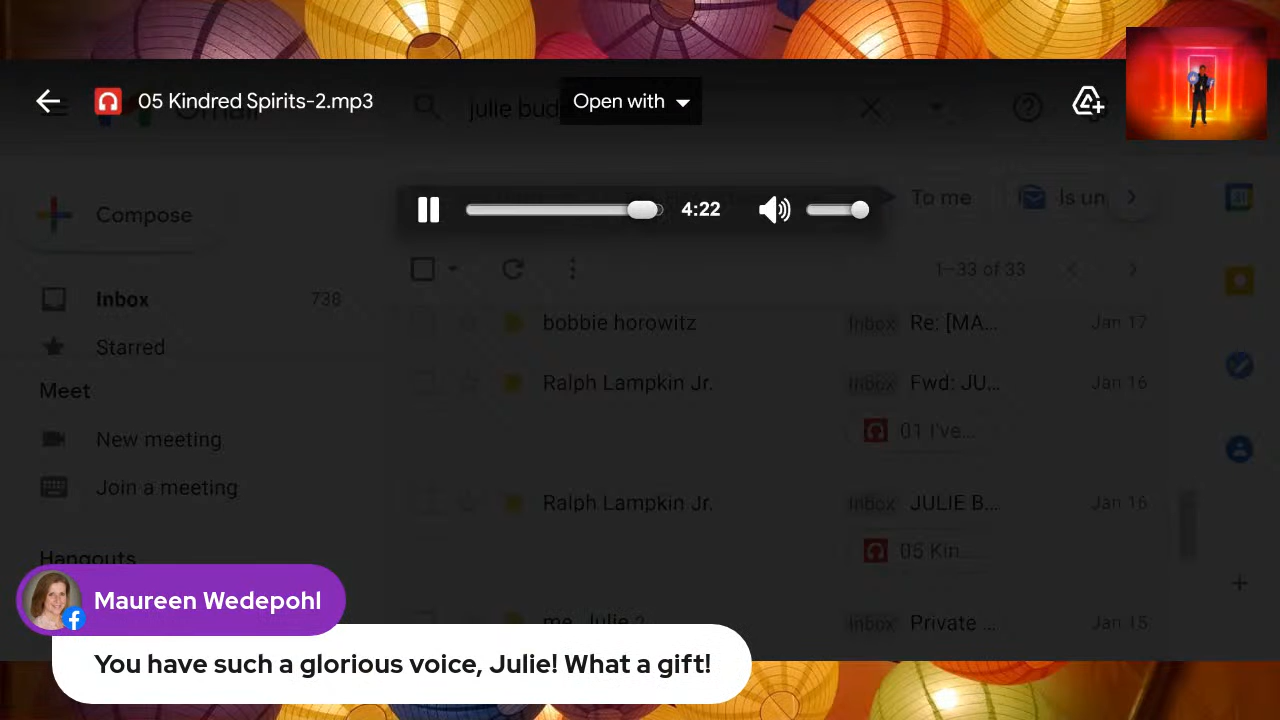 05 Kindred Spirits-2.mp3
Open with
Gmail
julie bud
4:22
To me
Is un
Compose
1–33 of 33
Inbox 738
bobbie horowitz Inbox Re: [MA... Jan 17
Starred
Ralph Lampkin Jr. Inbox Fwd: JU... Jan 16
Meet
01 I've...
New meeting
Join a meeting
Ralph Lampkin Jr. Inbox JULIE B... Jan 16
Hangouts
05 Kin...
me, Julie 2 Inbox Private ... Jan 15
Maureen Wedepohl
You have such a glorious voice, Julie! What a gift!